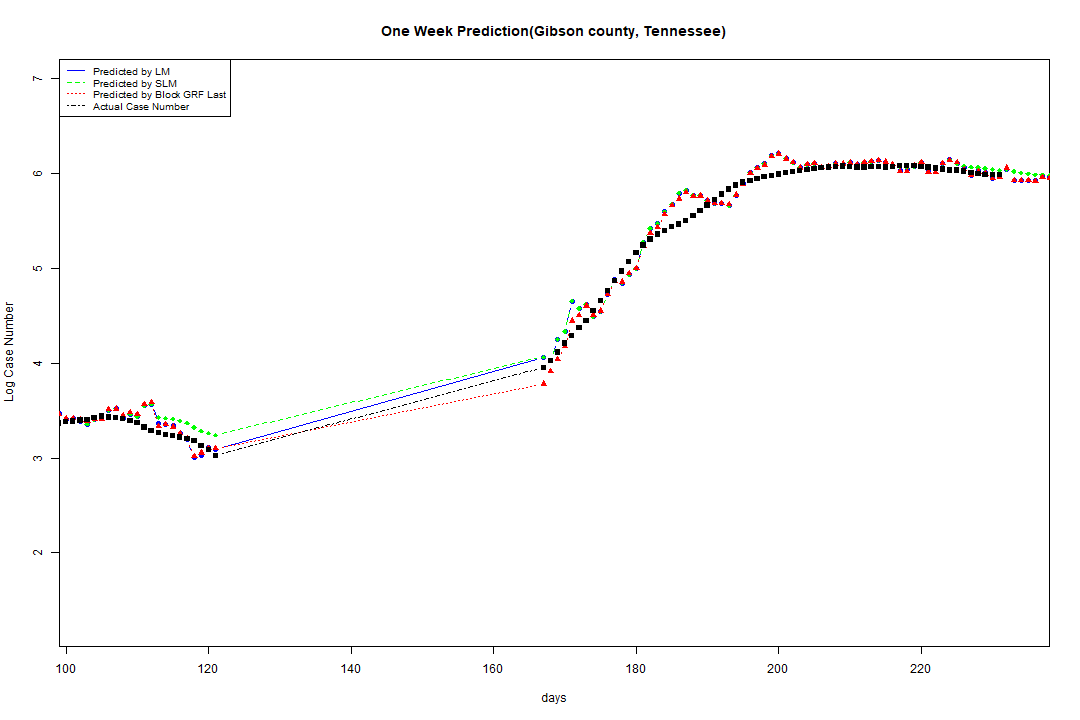 One Week Prediction(Gibson county, Tennessee)
Predicted by LM
Predicted by SLM
Predicted by Block GRF Last
Actual Case Number
7
6
5
4
3
2
Log Case Number
100 120 140 160 180 200 220
days